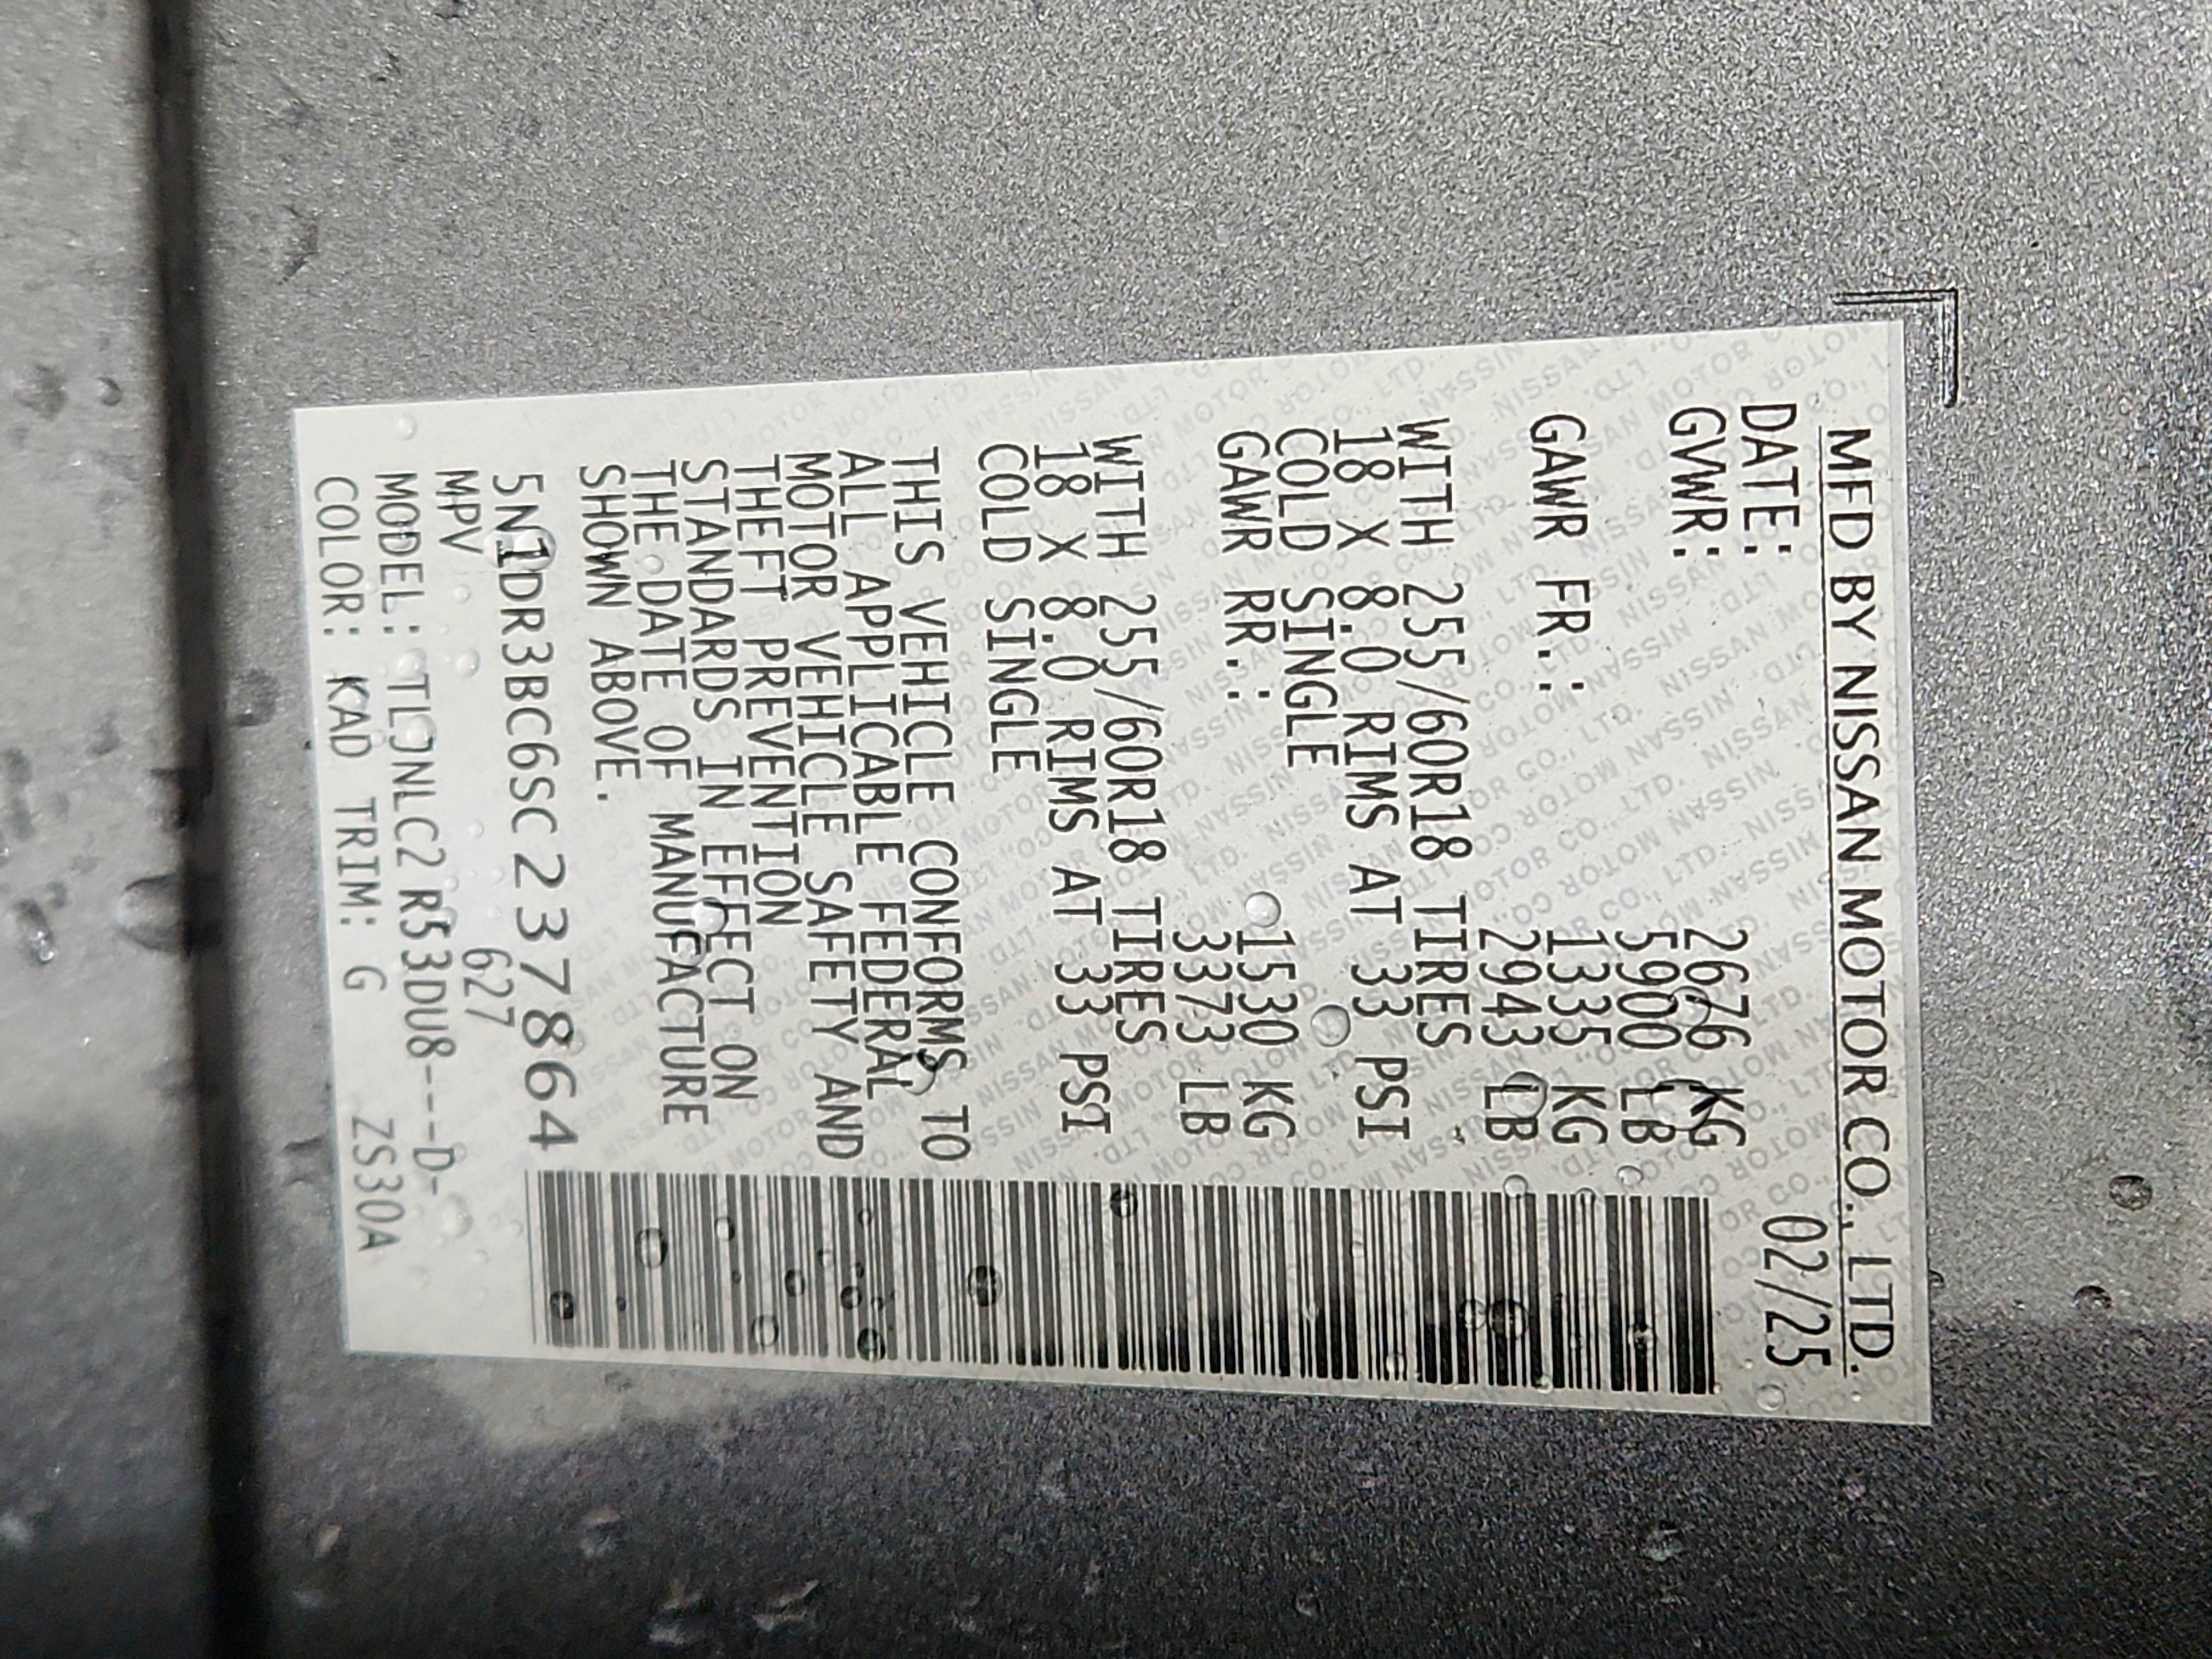 MFD BY NISSAN MOTOR CO., LTD.
DATE: 02/25
GVWR: 2676 KG
5900 LB
GAWR FR.: 1335 KG
2943 LB
WITH 255/60R18 TIRES
18 X 8.0 RIMS AT 33 PSI
COLD SINGLE
GAWR RR.: 1530 KG
3373 LB
WITH 255/60R18 TIRES
18 X 8.0 RIMS AT 33 PSI
COLD SINGLE
THIS VEHICLE CONFORMS TO
ALL APPLICABLE FEDERAL
MOTOR VEHICLE SAFETY AND
THEFT PREVENTION
STANDARDS IN EFFECT ON
THE DATE OF MANUFACTURE
SHOWN ABOVE.
5N1DR3BC6SC237864
MPV 627
MODEL: TLJNLC2 R53DU8---D-
COLOR: KAD TRIM: G ZS30A